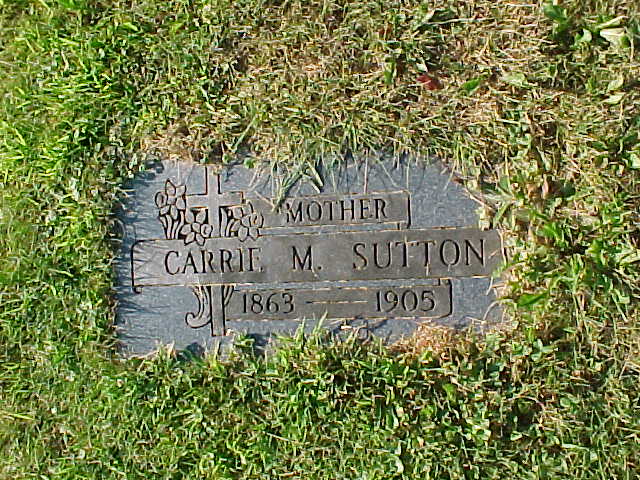 MOTHER
CARRIE M. SUTTON
1863 — 1905